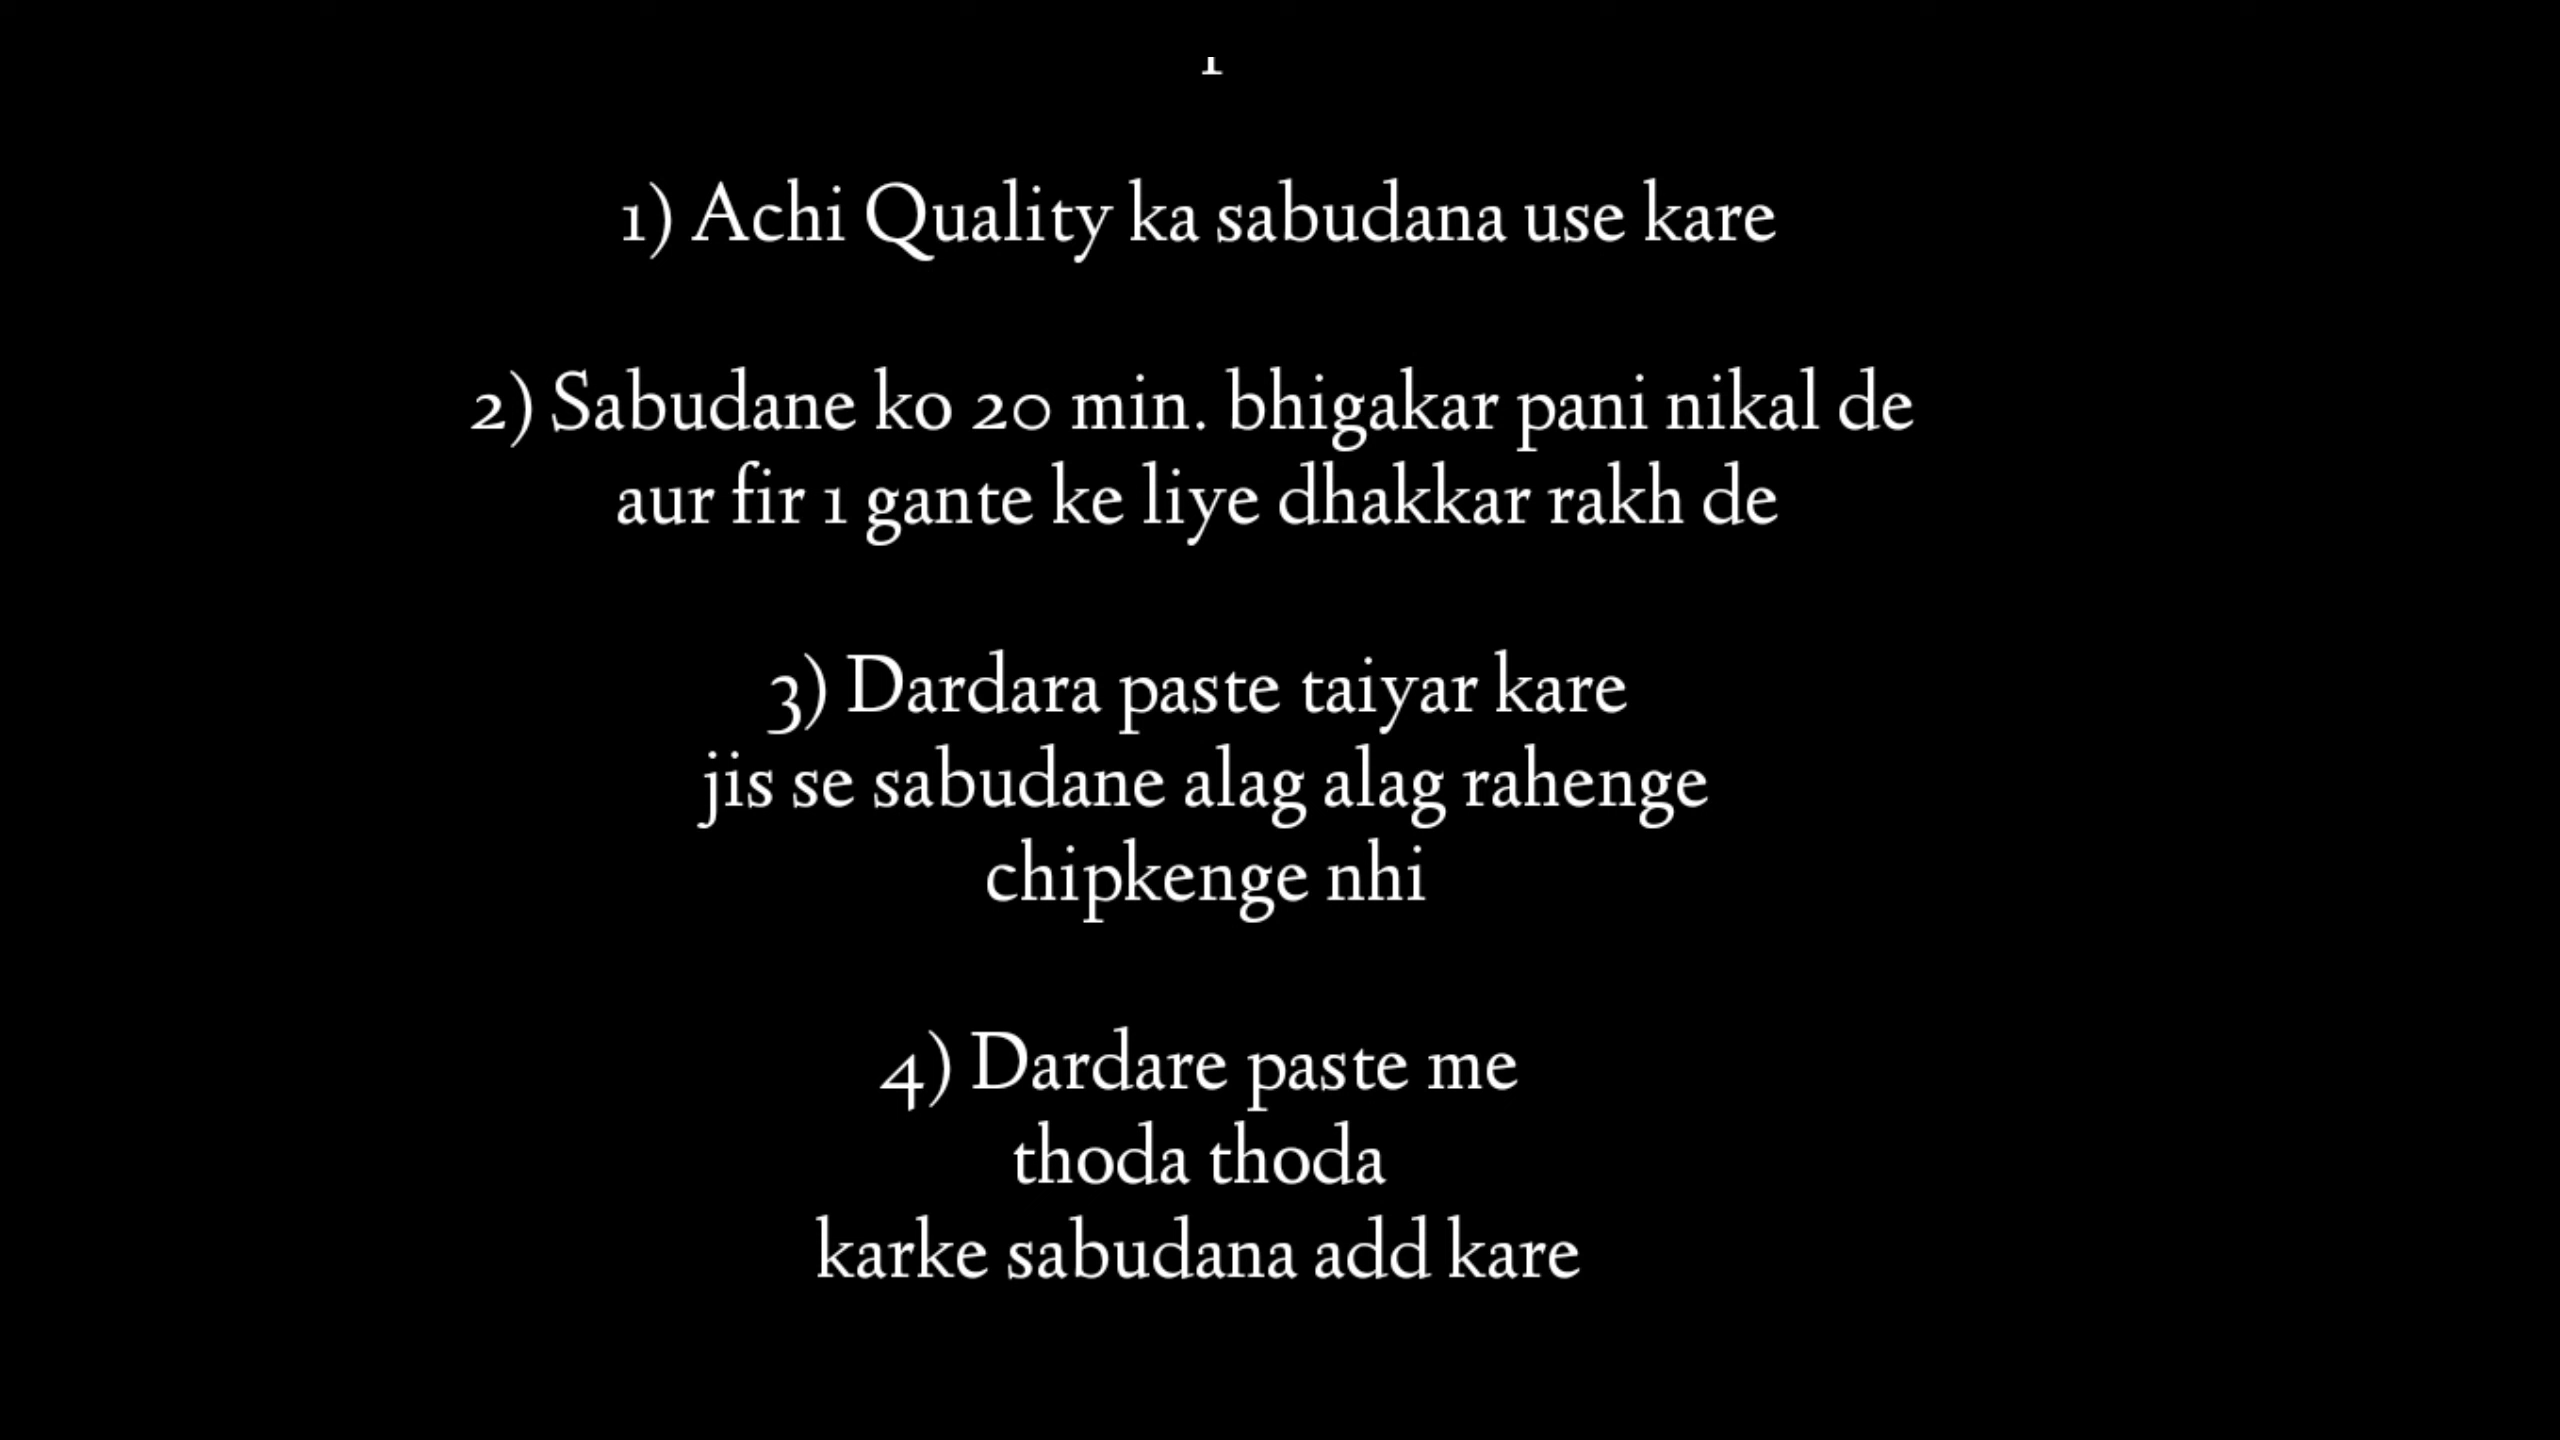 1) Achi Quality ka sabudana use kare
2) Sabudane ko 20 min. bhigakar pani nikal de
aur fir 1 gante ke liye dhakkar rakh de
3) Dardara paste taiyar kare
jis se sabudane alag alag rahenge
chipkenge nhi
4) Dardare paste me
thoda thoda
karke sabudana add kare